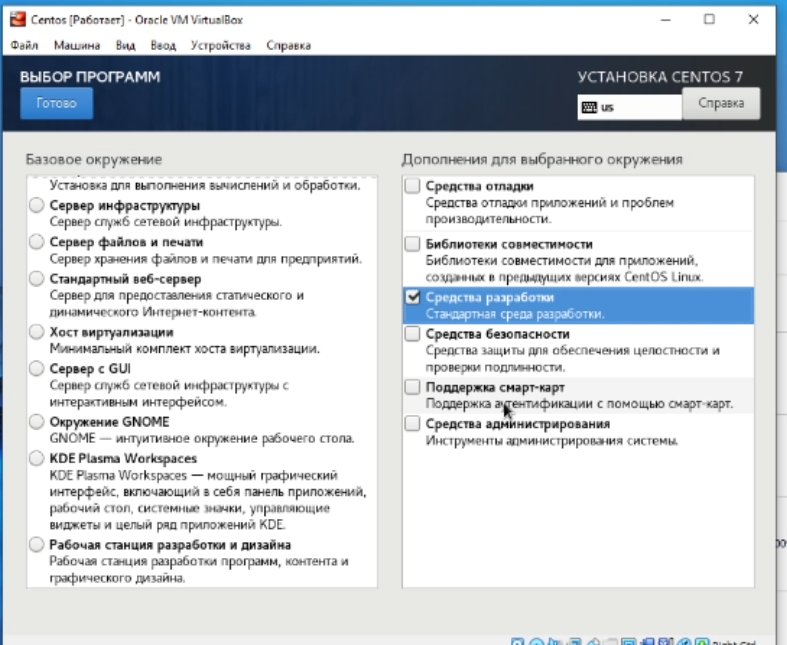 Centos [Работает] - Oracle VM VirtualBox
Файл Машина Вид Ввод Устройства Справка
ВЫБОР ПРОГРАММ
УСТАНОВКА CENTOS 7
Готово
us
Справка
Базовое окружение
Установка для выполнения вычислений и обработки.
Сервер инфраструктуры
Сервер служб сетевой инфраструктуры.
Сервер файлов и печати
Сервер хранения файлов и печати для предприятий.
Стандартный веб-сервер
Сервер для предоставления статического и
динамического Интернет-контента.
Хост виртуализации
Минимальный комплект хоста виртуализации.
Сервер с GUI
Сервер служб сетевой инфраструктуры с
интерактивным интерфейсом.
Окружение GNOME
GNOME — интуитивное окружение рабочего стола.
KDE Plasma Workspaces
KDE Plasma Workspaces — мощный графический
интерфейс, включающий в себя панель приложений,
рабочий стол, системные значки, управляющие
виджеты и целый ряд приложений KDE.
Рабочая станция разработки и дизайна
Рабочая станция разработки программ, контента и
графического дизайна.
Дополнения для выбранного окружения
Средства отладки
Средства отладки приложений и проблем
производительности.
Библиотеки совместимости
Библиотеки совместимости для приложений,
созданных в предыдущих версиях CentOS Linux.
Средства разработки
Стандартная среда разработки.
Средства безопасности
Средства защиты для обеспечения целостности и
проверки подлинности.
Поддержка смарт-карт
Поддержка аутентификации с помощью смарт-карт.
Средства администрирования
Инструменты администрирования системы.
Right Ctrl